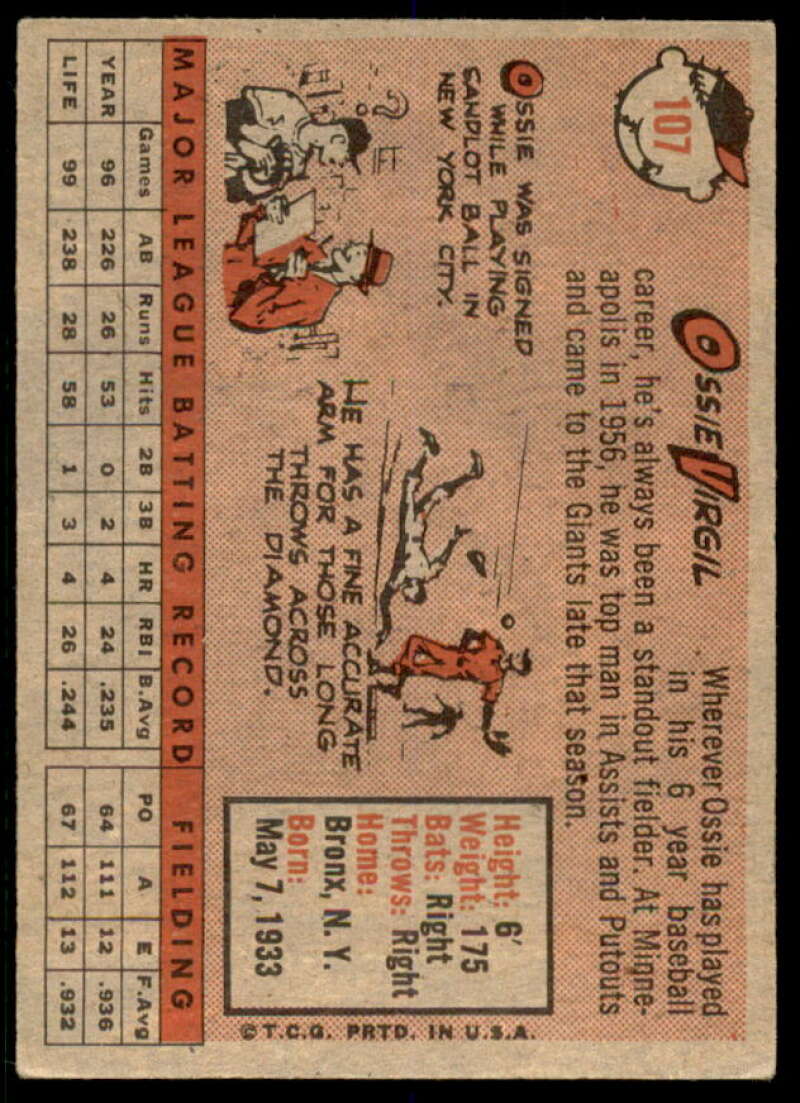 107
OSSIE VIRGIL
Wherever Ossie has played
in his 6 year baseball
career, he's always been a standout fielder. At Minne-
apolis in 1956, he was top man in Assists and Putouts
and came to the Giants late that season.
OSSIE WAS SIGNED
WHILE PLAYING
SANDLOT BALL IN
NEW YORK CITY.
?
HE HAS A FINE ACCURATE
ARM FOR THOSE LONG
THROWS ACROSS
THE DIAMOND.
Height: 6'
Weight: 175
Bats: Right
Throws: Right
Home:
Bronx, N. Y.
Born:
May 7, 1933
© T.C.G. PRTD. IN U.S.A.
MAJOR LEAGUE BATTING RECORD FIELDING
Games AB Runs Hits 2B 3B HR RBI B.Avg PO A E F.Avg
YEAR 96 226 26 53 0 2 4 24 .235 64 111 12 .936
LIFE 99 238 28 58 1 3 4 26 .244 67 112 13 .932